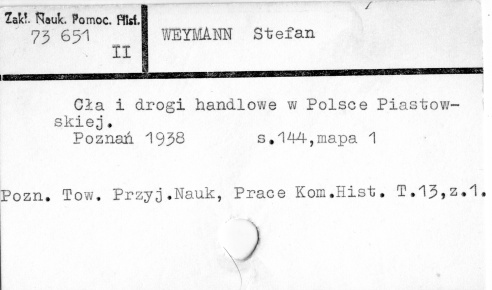 Zakł. Nauk. Pomoc. Hist.
73 651
II
WEYMANN Stefan
Cła i drogi handlowe w Polsce Piastow-
skiej.
Poznań 1938 s.144,mapa 1
Pozn. Tow. Przyj.Nauk, Prace Kom.Hist. T.13,z.1.